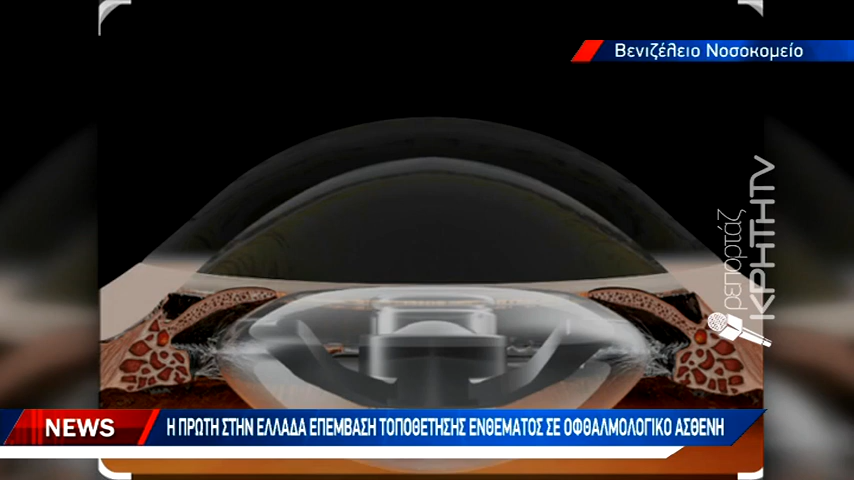 Βενιζέλειο Νοσοκομείο
ρεπορτάζ
ΚΡΗΤΗTV
NEWS
Η ΠΡΩΤΗ ΣΤΗΝ ΕΛΛΑΔΑ ΕΠΕΜΒΑΣΗ ΤΟΠΟΘΕΤΗΣΗΣ ΕΝΘΕΜΑΤΟΣ ΣΕ ΟΦΘΑΛΜΟΛΟΓΙΚΟ ΑΣΘΕΝΗ